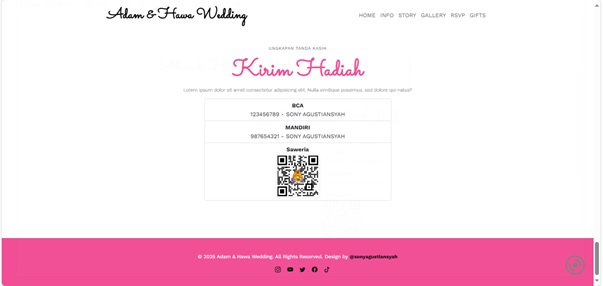 Adam & Hawa Wedding
HOME INFO STORY GALLERY RSVP GIFTS
UNGKAPAN TANDA KASIH
Kirim Hadiah
Lorem ipsum dolor sit amet consectetur adipisicing elit. Nulla similique possimus, sed dolore qui natus?
BCA
123456789 - SONY AGUSTIANSYAH
MANDIRI
987654321 - SONY AGUSTIANSYAH
Saweria
© 2025 Adam & Hawa Wedding. All Rights Reserved. Design by @sonyagustiansyah